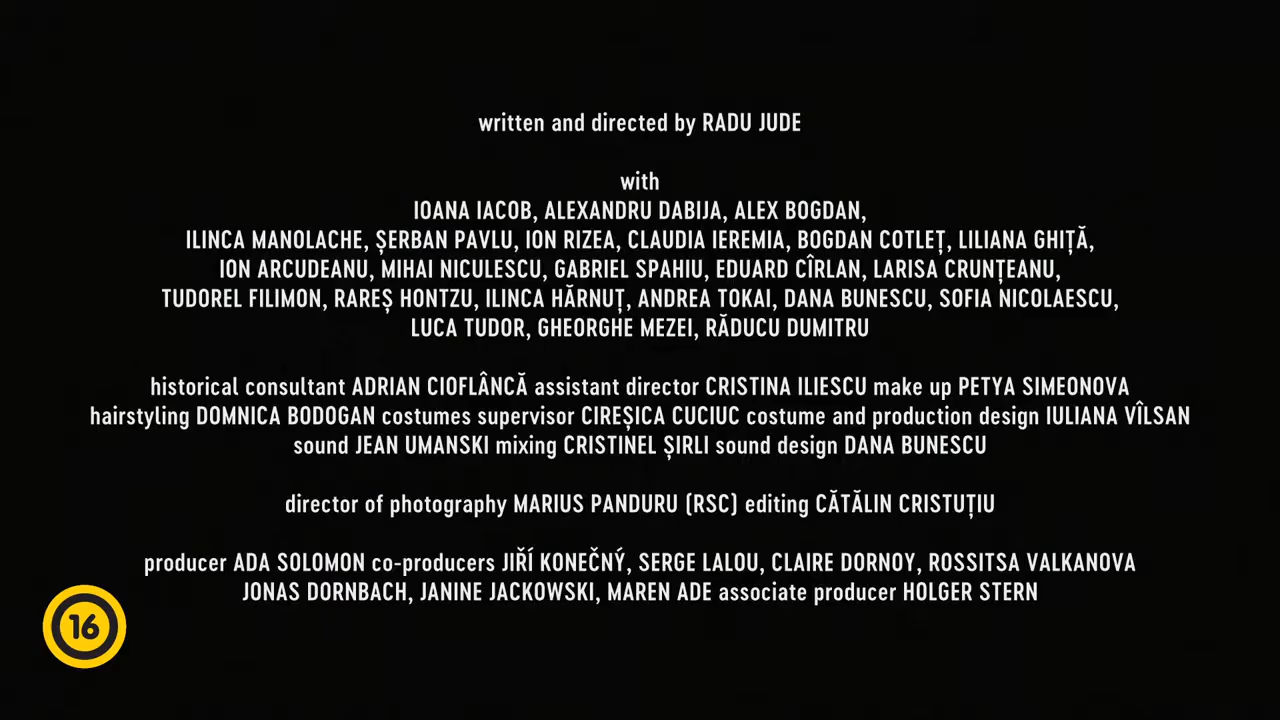 written and directed by RADU JUDE
with
IOANA IACOB, ALEXANDRU DABIJA, ALEX BOGDAN,
ILINCA MANOLACHE, ȘERBAN PAVLU, ION RIZEA, CLAUDIA IEREMIA, BOGDAN COTLEȚ, LILIANA GHIȚĂ,
ION ARCUDEANU, MIHAI NICULESCU, GABRIEL SPAHIU, EDUARD CÎRLAN, LARISA CRUNȚEANU,
TUDOREL FILIMON, RAREȘ HONTZU, ILINCA HĂRNUȚ, ANDREA TOKAI, DANA BUNESCU, SOFIA NICOLAESCU,
LUCA TUDOR, GHEORGHE MEZEI, RĂDUCU DUMITRU
historical consultant ADRIAN CIOFLÂNCĂ assistant director CRISTINA ILIESCU make up PETYA SIMEONOVA
hairstyling DOMNICA BODOGAN costumes supervisor CIREȘICA CUCIUC costume and production design IULIANA VÎLSAN
sound JEAN UMANSKI mixing CRISTINEL ȘIRLI sound design DANA BUNESCU
director of photography MARIUS PANDURU (RSC) editing CĂTĂLIN CRISTUȚIU
producer ADA SOLOMON co-producers JIŘÍ KONEČNÝ, SERGE LALOU, CLAIRE DORNOY, ROSSITSA VALKANOVA
JONAS DORNBACH, JANINE JACKOWSKI, MAREN ADE associate producer HOLGER STERN
16